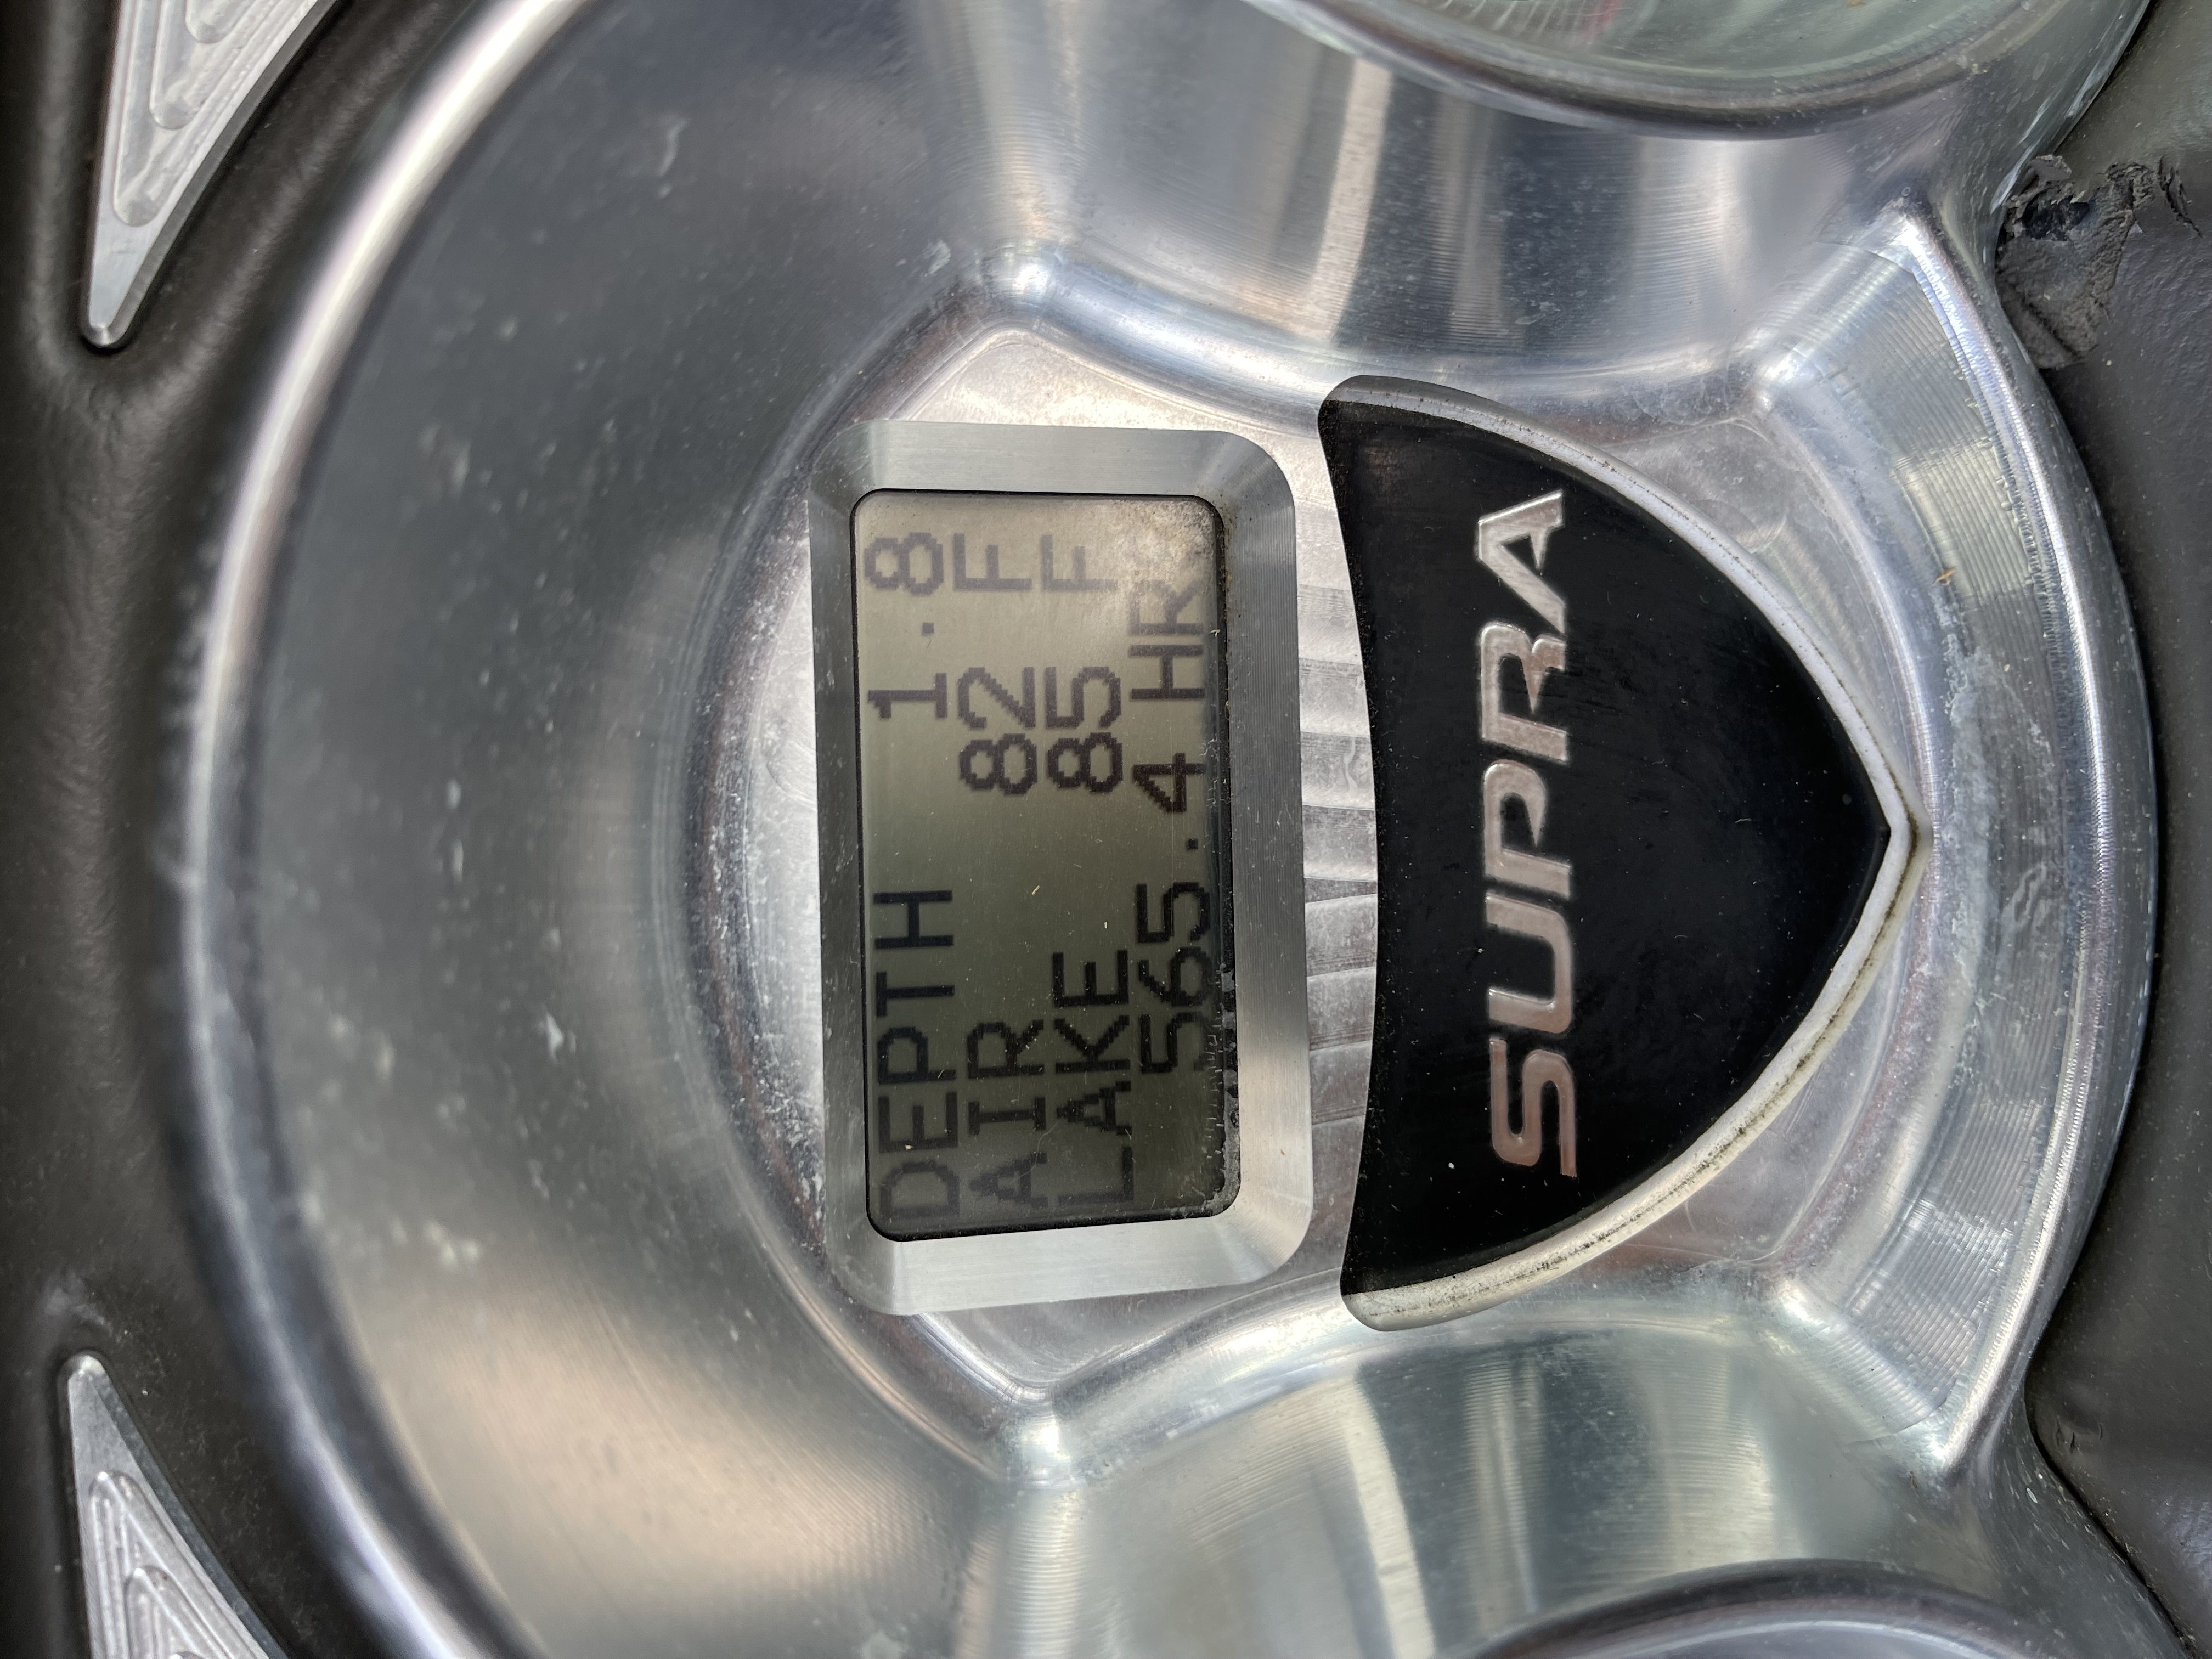 DEPTH 1.8
AIR 82 F
LAKE 85 F
565.4 HR
SUPRA